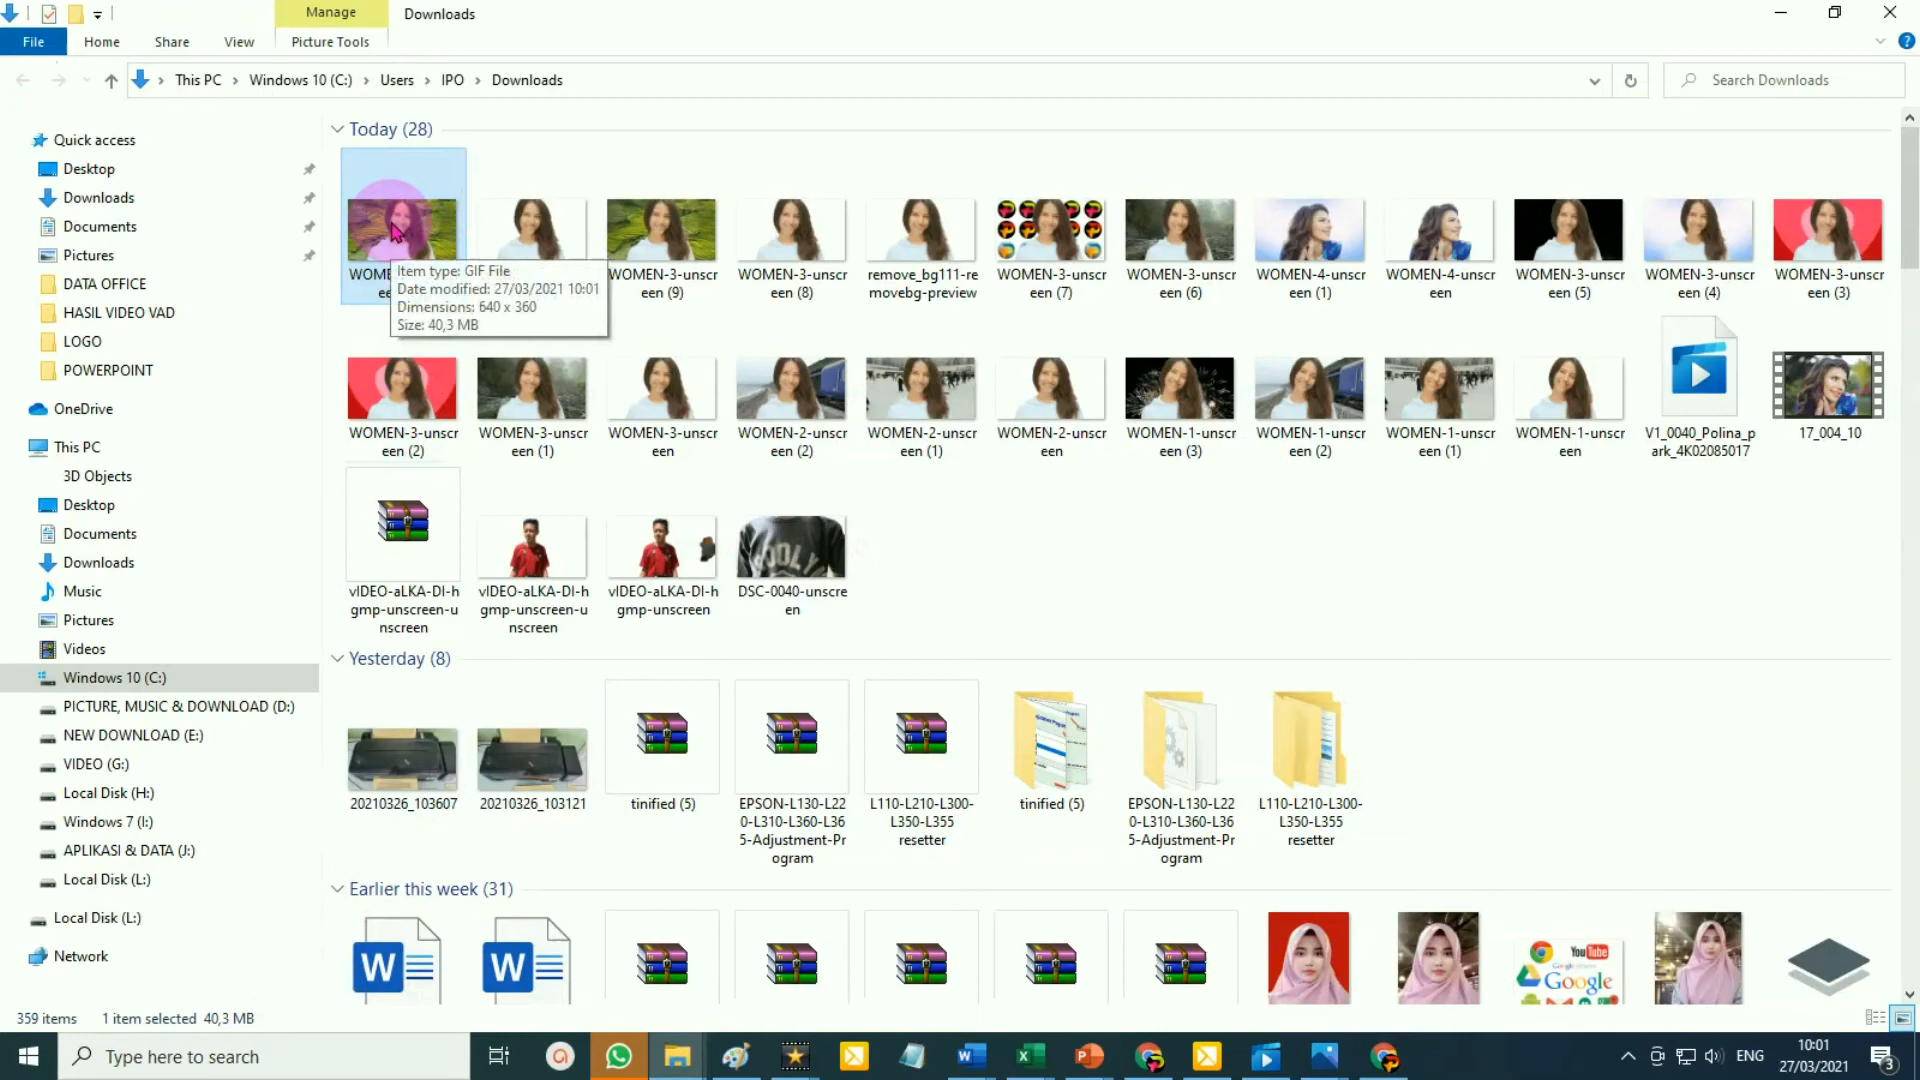 Manage
Downloads
File
Home
Share
View
Picture Tools
This PC
Windows 10 (C:)
Users
IPO
Downloads
Search Downloads
Quick access
Desktop
Downloads
Documents
Pictures
DATA OFFICE
HASIL VIDEO VAD
LOGO
POWERPOINT
OneDrive
This PC
3D Objects
Desktop
Documents
Downloads
Music
Pictures
Videos
Windows 10 (C:)
PICTURE, MUSIC & DOWNLOAD (D:)
NEW DOWNLOAD (E:)
VIDEO (G:)
Local Disk (H:)
Windows 7 (I:)
APLIKASI & DATA (J:)
Local Disk (L:)
Local Disk (L:)
Network
Today (28)
Item type: GIF File
Date modified: 27/03/2021 10:01
Dimensions: 640 x 360
Size: 40,3 MB
WOMEN-3-unscr
een (9)
WOMEN-3-unscr
een (8)
remove_bg111-re
movebg-preview
WOMEN-3-unscr
een (7)
WOMEN-3-unscr
een (6)
WOMEN-4-unscr
een (1)
WOMEN-4-unscr
een
WOMEN-3-unscr
een (5)
WOMEN-3-unscr
een (4)
WOMEN-3-unscr
een (3)
WOMEN-3-unscr
een (2)
WOMEN-3-unscr
een (1)
WOMEN-3-unscr
een
WOMEN-2-unscr
een (2)
WOMEN-2-unscr
een (1)
WOMEN-2-unscr
een
WOMEN-1-unscr
een (3)
WOMEN-1-unscr
een (2)
WOMEN-1-unscr
een (1)
WOMEN-1-unscr
een
V1_0040_Polina_p
ark_4K02085017
17_004_10
vIDEO-aLKA-DI-h
gmp-unscreen-u
nscreen
vIDEO-aLKA-DI-h
gmp-unscreen-u
nscreen
vIDEO-aLKA-DI-h
gmp-unscreen
DSC-0040-unscre
en
Yesterday (8)
20210326_103607
20210326_103121
tinified (5)
EPSON-L130-L22
0-L310-L360-L36
5-Adjustment-Pr
ogram
L110-L210-L300-
L350-L355
resetter
tinified (5)
EPSON-L130-L22
0-L310-L360-L36
5-Adjustment-Pr
ogram
L110-L210-L300-
L350-L355
resetter
Earlier this week (31)
YouTube
Google
359 items
1 item selected 40,3 MB
Type here to search
ENG
10:01
27/03/2021
3